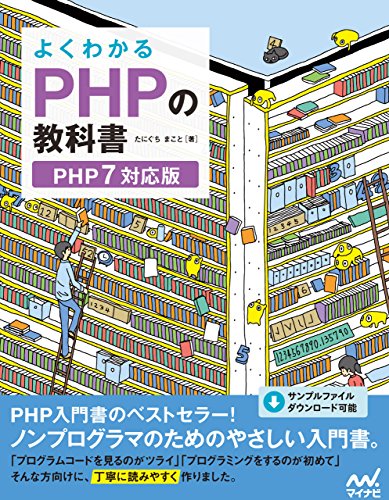 よくわかる
PHPの
教科書 たにぐち まこと[著]
PHP7対応版
サンプルファイル
ダウンロード可能
PHP入門書のベストセラー!
ノンプログラマのためのやさしい入門書。
「プログラムコードを見るのがツライ」「プログラミングをするのが初めて」
そんな方向けに、丁寧に読みやすく作りました。
マイナビ